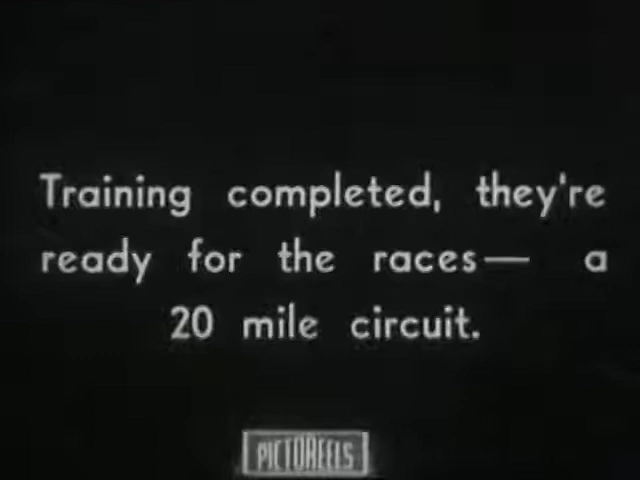 Training completed, they're
ready for the races— a
20 mile circuit.
PICTOREELS